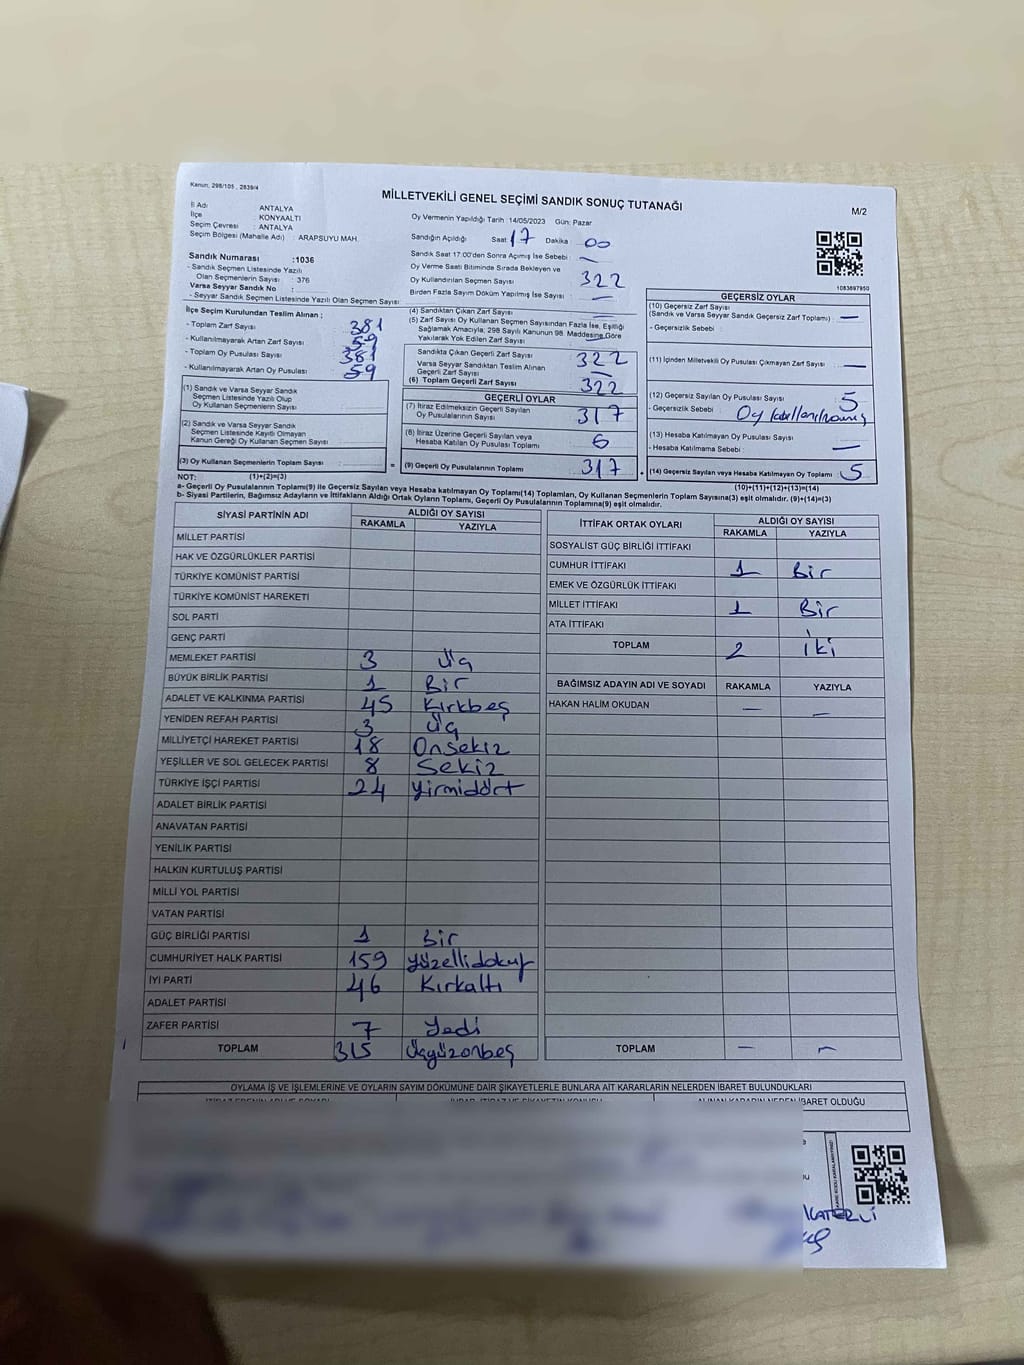 Kanun, 298/105 , 2839/4
MİLLETVEKİLİ GENEL SEÇİMİ SANDIK SONUÇ TUTANAĞI
M/2
İl Adı : ANTALYA
İlçe : KONYAALTI
Seçim Çevresi : ANTALYA
Seçim Bölgesi (Mahalle Adı) : ARAPSUYU MAH.
Sandık Numarası :1036
- Sandık Seçmen Listesinde Yazılı
Olan Seçmenlerin Sayısı : 376
Varsa Seyyar Sandık No :
- Seyyar Sandık Seçmen Listesinde Yazılı Olan Seçmen Sayısı:
İlçe Seçim Kurulundan Teslim Alınan ;
- Toplam Zarf Sayısı 381
- Kullanılmayarak Artan Zarf Sayısı 59
- Toplam Oy Pusulası Sayısı 381
- Kullanılmayarak Artan Oy Pusulası 59
(1) Sandık ve Varsa Seyyar Sandık
Seçmen Listesinde Yazılı Olup
Oy Kullanan Seçmenlerin Sayısı
(2) Sandık ve Varsa Seyyar Sandık
Seçmen Listesinde Kayıtlı Olmayan
Kanun Gereği Oy Kullanan Seçmen Sayısı
(3) Oy Kullanan Seçmenlerin Toplam Sayısı
Oy Vermenin Yapıldığı Tarih : 14/05/2023 Gün: Pazar
Sandığın Açıldığı Saat : 17 Dakika : 00
Sandık Saat 17:00'den Sonra Açılmış İse Sebebi : —
Oy Verme Saati Bitiminde Sırada Bekleyen ve
Oy Kullandırılan Seçmen Sayısı 322
Birden Fazla Sayım Döküm Yapılmış İse Sayısı : —
(4) Sandıktan Çıkan Zarf Sayısı —
(5) Zarf Sayısı Oy Kullanan Seçmen Sayısından Fazla İse, Eşitliği
Sağlamak Amacıyla; 298 Sayılı Kanunun 98. Maddesine Göre
Yakılarak Yok Edilen Zarf Sayısı —
Sandıkta Çıkan Geçerli Zarf Sayısı 322
Varsa Seyyar Sandıktan Teslim Alınan
Geçerli Zarf Sayısı —
(6) Toplam Geçerli Zarf Sayısı 322
GEÇERLİ OYLAR
(7) İtiraz Edilmeksizin Geçerli Sayılan
Oy Pusulalarının Sayısı 317
(8) İtiraz Üzerine Geçerli Sayılan veya
Hesaba Katılan Oy Pusulası Toplamı 6
= (9) Geçerli Oy Pusulalarının Toplamı 317
1083697950
GEÇERSİZ OYLAR
(10) Geçersiz Zarf Sayısı
(Sandık ve Varsa Seyyar Sandık Geçersiz Zarf Toplamı) : —
- Geçersizlik Sebebi :
(11) İçinden Milletvekili Oy Pusulası Çıkmayan Zarf Sayısı : —
(12) Geçersiz Sayılan Oy Pusulası Sayısı : 5
- Geçersizlik Sebebi : Oy
(13) Hesaba Katılmayan Oy Pusulası Sayısı :
- Hesaba Katılmama Sebebi : —
(14) Geçersiz Sayılan veya Hesaba Katılmayan Oy Toplamı : 5
NOT: (1)+(2)=(3) (10)+(11)+(12)+(13)=(14)
a- Geçerli Oy Pusulalarının Toplamı(9) ile Geçersiz Sayılan veya Hesaba katılmayan Oy Toplamı(14) Toplamları, Oy Kullanan Seçmenlerin Toplam Sayısına(3) eşit olmalıdır. (9)+(14)=(3)
b- Siyasi Partilerin, Bağımsız Adayların ve İttifakların Aldığı Ortak Oyların Toplamı, Geçerli Oy Pusulalarının Toplamına(9) eşit olmalıdır.
SİYASİ PARTİNİN ADI ALDIĞI OY SAYISI
RAKAMLA YAZIYLA
MİLLET PARTİSİ
HAK VE ÖZGÜRLÜKLER PARTİSİ
TÜRKİYE KOMÜNİST PARTİSİ
TÜRKİYE KOMÜNİST HAREKETİ
SOL PARTİ
GENÇ PARTİ
MEMLEKET PARTİSİ 3 Üç
BÜYÜK BİRLİK PARTİSİ 1 Bir
ADALET VE KALKINMA PARTİSİ 45 Kırkbeş
YENİDEN REFAH PARTİSİ 3 Üç
MİLLİYETÇİ HAREKET PARTİSİ 18 Onsekiz
YEŞİLLER VE SOL GELECEK PARTİSİ 8 Sekiz
TÜRKİYE İŞÇİ PARTİSİ 24 Yirmidört
ADALET BİRLİK PARTİSİ
ANAVATAN PARTİSİ
YENİLİK PARTİSİ
HALKIN KURTULUŞ PARTİSİ
MİLLİ YOL PARTİSİ
VATAN PARTİSİ
GÜÇ BİRLİĞİ PARTİSİ 1 Bir
CUMHURİYET HALK PARTİSİ 159 Yüzellidokuz
İYİ PARTİ 46 Kırkaltı
ADALET PARTİSİ
ZAFER PARTİSİ 7 Yedi
TOPLAM 315 Üçyüzonbeş
İTTİFAK ORTAK OYLARI ALDIĞI OY SAYISI
RAKAMLA YAZIYLA
SOSYALİST GÜÇ BİRLİĞİ İTTİFAKI
CUMHUR İTTİFAKI 1 Bir
EMEK VE ÖZGÜRLÜK İTTİFAKI
MİLLET İTTİFAKI 1 Bir
ATA İTTİFAKI
TOPLAM 2 İki
BAĞIMSIZ ADAYIN ADI VE SOYADI RAKAMLA YAZIYLA
HAKAN HALİM OKUDAN — —
TOPLAM — —
OYLAMA İŞ VE İŞLEMLERİNE VE OYLARIN SAYIM DÖKÜMÜNE DAİR ŞİKAYETLERLE BUNLARA AİT KARARLARIN NELERDEN İBARET BULUNDUKLARI
İBARET OLDUĞU